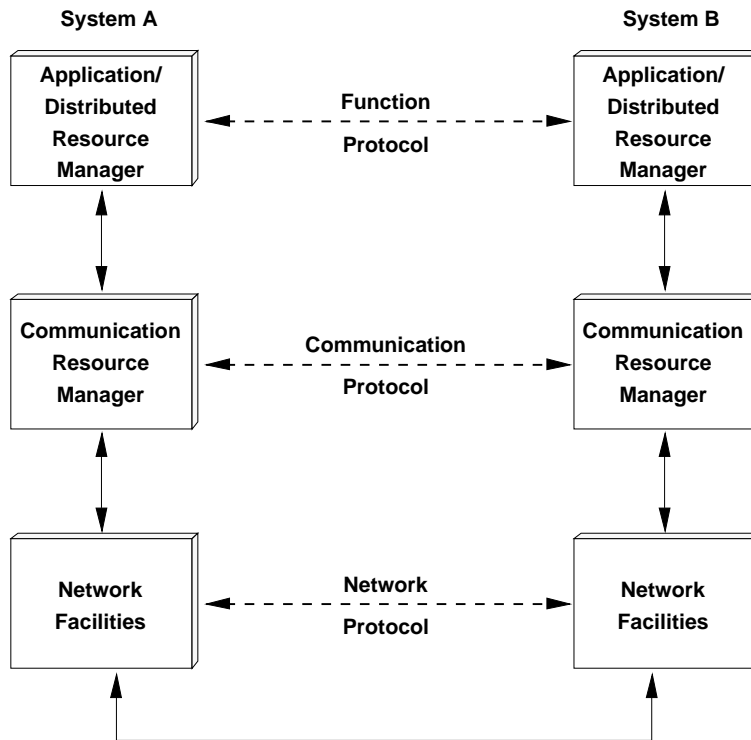 System A
System B
Application/
Distributed
Resource
Manager
Function
Protocol
Application/
Distributed
Resource
Manager
Communication
Resource
Manager
Communication
Protocol
Communication
Resource
Manager
Network
Facilities
Network
Protocol
Network
Facilities